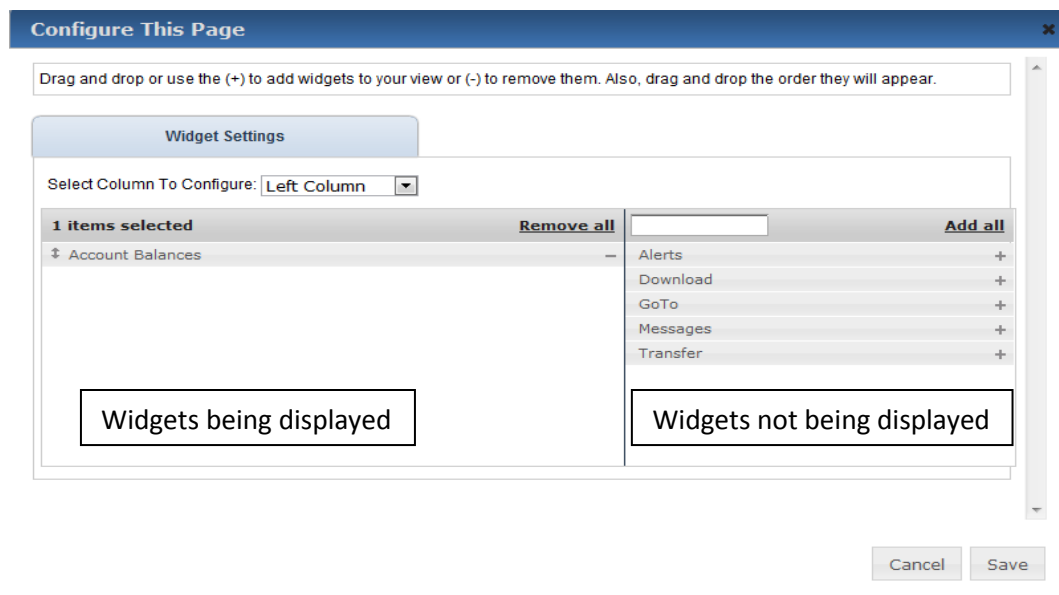 Configure This Page
Drag and drop or use the (+) to add widgets to your view or (-) to remove them. Also, drag and drop the order they will appear.
Widget Settings
Select Column To Configure: Left Column
1 items selected Remove all
Account Balances
Add all
Alerts
Download
GoTo
Messages
Transfer
Widgets being displayed
Widgets not being displayed
Cancel Save